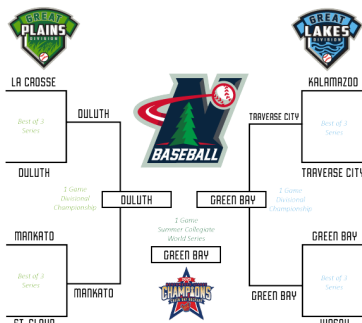 GREAT
PLAINS
DIVISION
GREAT
LAKES
DIVISION
LA CROSSE
KALAMAZOO
DULUTH
TRAVERSE CITY
Best of 3
Series
Best of 3
Series
BASEBALL
DULUTH
TRAVERSE CITY
1 Game
Divisional
Championship
DULUTH
GREEN BAY
1 Game
Divisional
Championship
1 Game
Summer Collegiate
World Series
MANKATO
GREEN BAY
GREEN BAY
Best of 3
Series
Best of 3
Series
MANKATO
CHAMPIONS
GREEN BAY
ST. CLOUD
WAUSAU